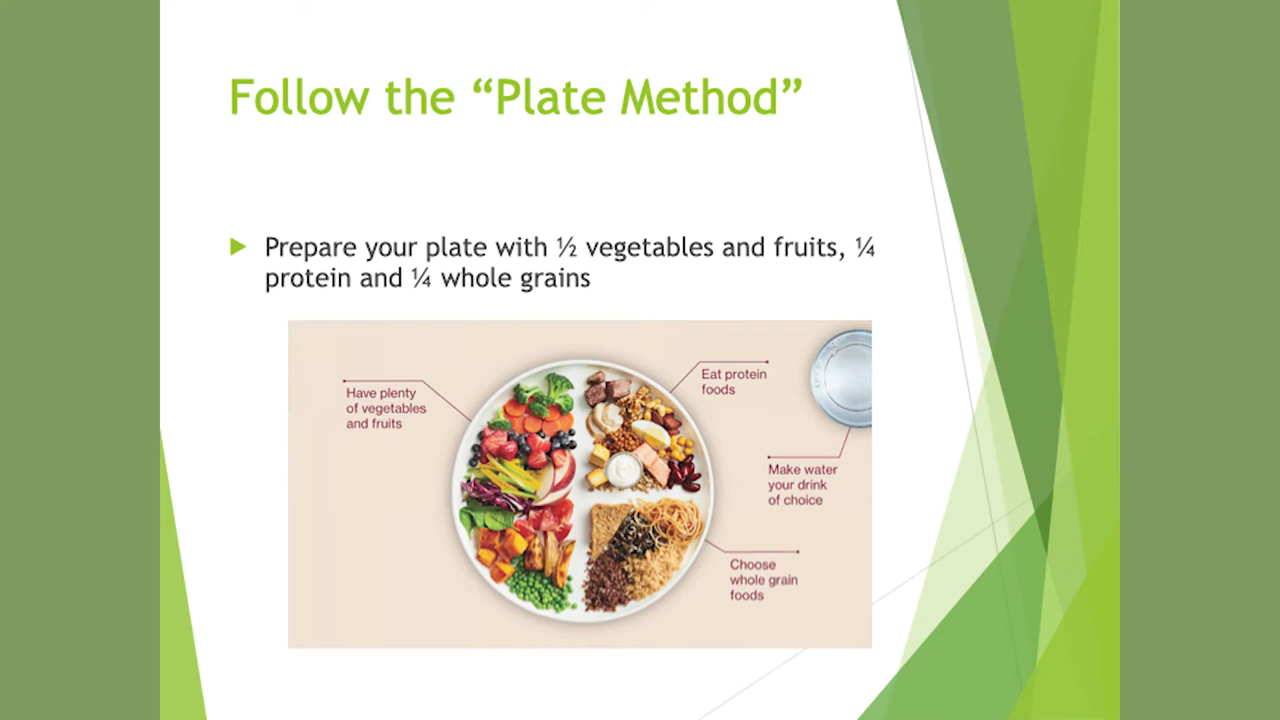 Follow the “Plate Method”
Prepare your plate with ½ vegetables and fruits, ¼
protein and ¼ whole grains
Have plenty
of vegetables
and fruits
Eat protein
foods
Make water
your drink
of choice
Choose
whole grain
foods